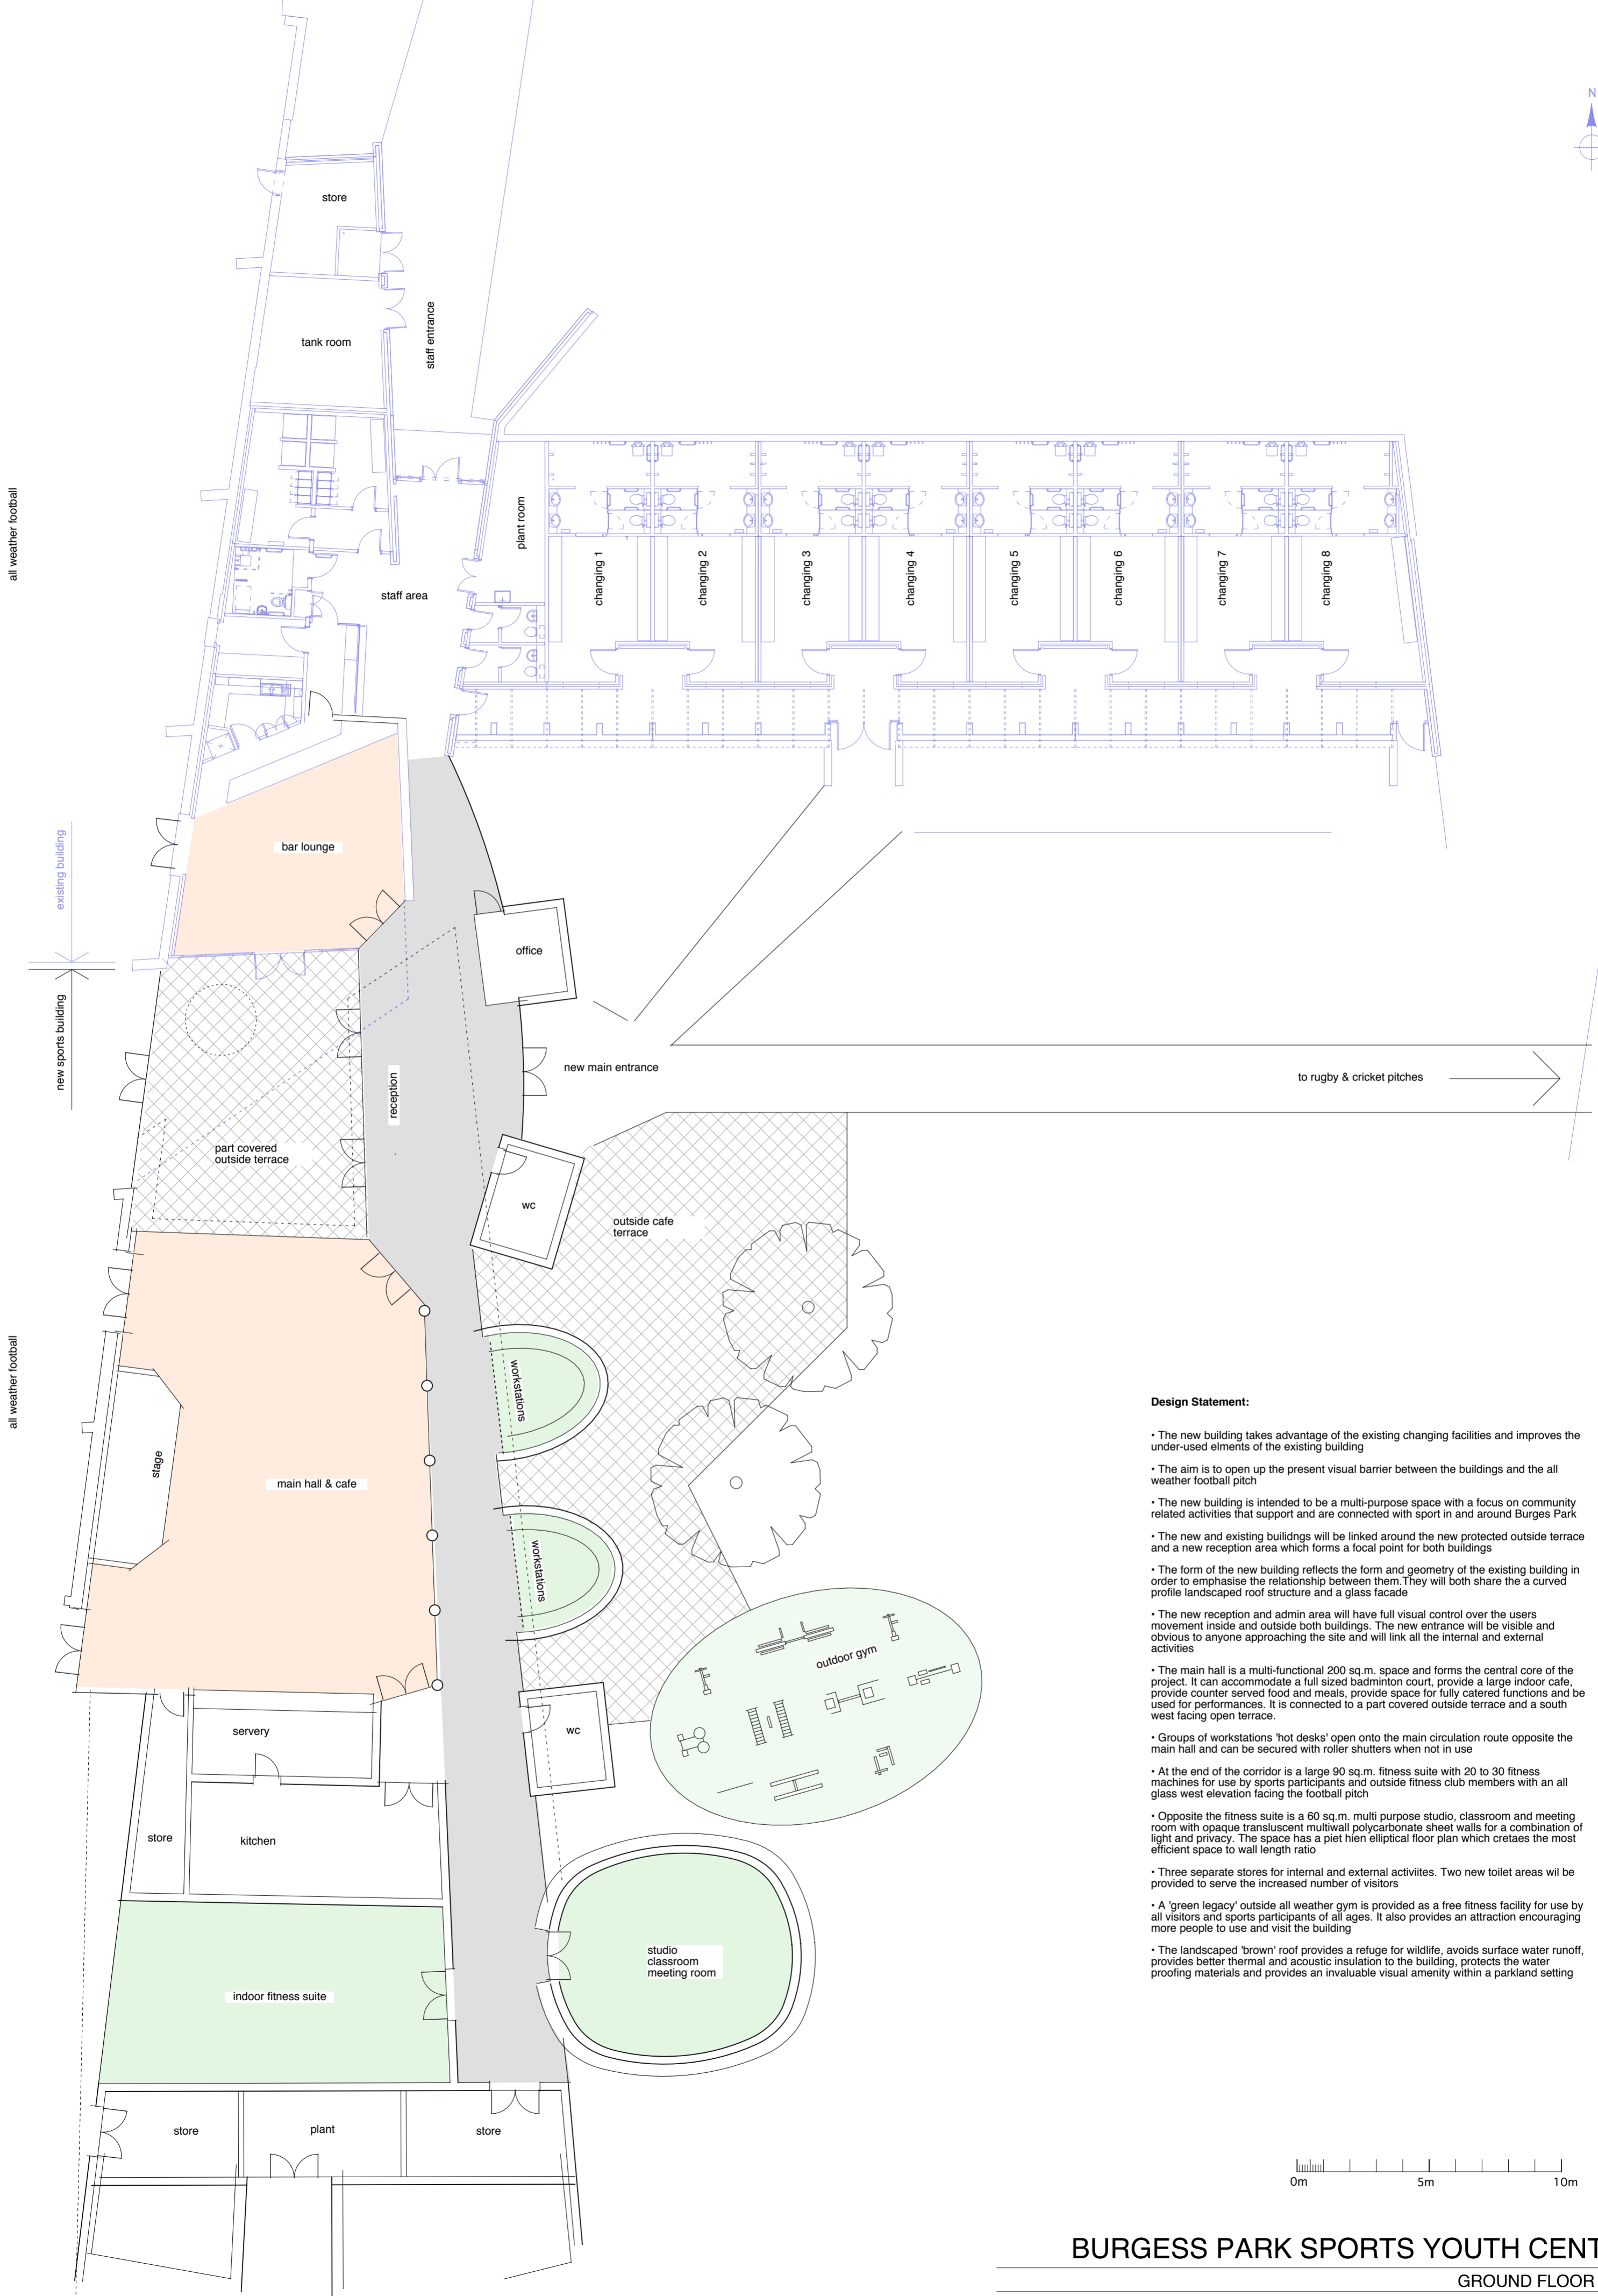 N
store
tank room
staff entrance
all weather football
plant room
changing 1
changing 2
changing 3
changing 4
changing 5
changing 6
changing 7
changing 8
staff area
existing building
bar lounge
office
new sports building
reception
new main entrance
to rugby & cricket pitches
part covered
outside terrace
wc
outside cafe
terrace
all weather football
workstations
stage
main hall & cafe
workstations
outdoor gym
servery
wc
store
kitchen
studio
classroom
meeting room
indoor fitness suite
store
plant
store
Design Statement:
• The new building takes advantage of the existing changing facilities and improves the
under-used elments of the existing building
• The aim is to open up the present visual barrier between the buildings and the all
weather football pitch
• The new building is intended to be a multi-purpose space with a focus on community
related activities that support and are connected with sport in and around Burges Park
• The new and existing builidngs will be linked around the new protected outside terrace
and a new reception area which forms a focal point for both buildings
• The form of the new building reflects the form and geometry of the existing building in
order to emphasise the relationship between them.They will both share the a curved
profile landscaped roof structure and a glass facade
• The new reception and admin area will have full visual control over the users
movement inside and outside both buildings. The new entrance will be visible and
obvious to anyone approaching the site and will link all the internal and external
activities
• The main hall is a multi-functional 200 sq.m. space and forms the central core of the
project. It can accommodate a full sized badminton court, provide a large indoor cafe,
provide counter served food and meals, provide space for fully catered functions and be
used for performances. It is connected to a part covered outside terrace and a south
west facing open terrace.
• Groups of workstations 'hot desks' open onto the main circulation route opposite the
main hall and can be secured with roller shutters when not in use
• At the end of the corridor is a large 90 sq.m. fitness suite with 20 to 30 fitness
machines for use by sports participants and outside fitness club members with an all
glass west elevation facing the football pitch
• Opposite the fitness suite is a 60 sq.m. multi purpose studio, classroom and meeting
room with opaque transluscent multiwall polycarbonate sheet walls for a combination of
light and privacy. The space has a piet hien elliptical floor plan which cretaes the most
efficient space to wall length ratio
• Three separate stores for internal and external activiites. Two new toilet areas wil be
provided to serve the increased number of visitors
• A 'green legacy' outside all weather gym is provided as a free fitness facility for use by
all visitors and sports participants of all ages. It also provides an attraction encouraging
more people to use and visit the building
• The landscaped 'brown' roof provides a refuge for wildlife, avoids surface water runoff,
provides better thermal and acoustic insulation to the building, protects the water
proofing materials and provides an invaluable visual amenity within a parkland setting
0m 5m 10m
BURGESS PARK SPORTS YOUTH CENT
GROUND FLOOR